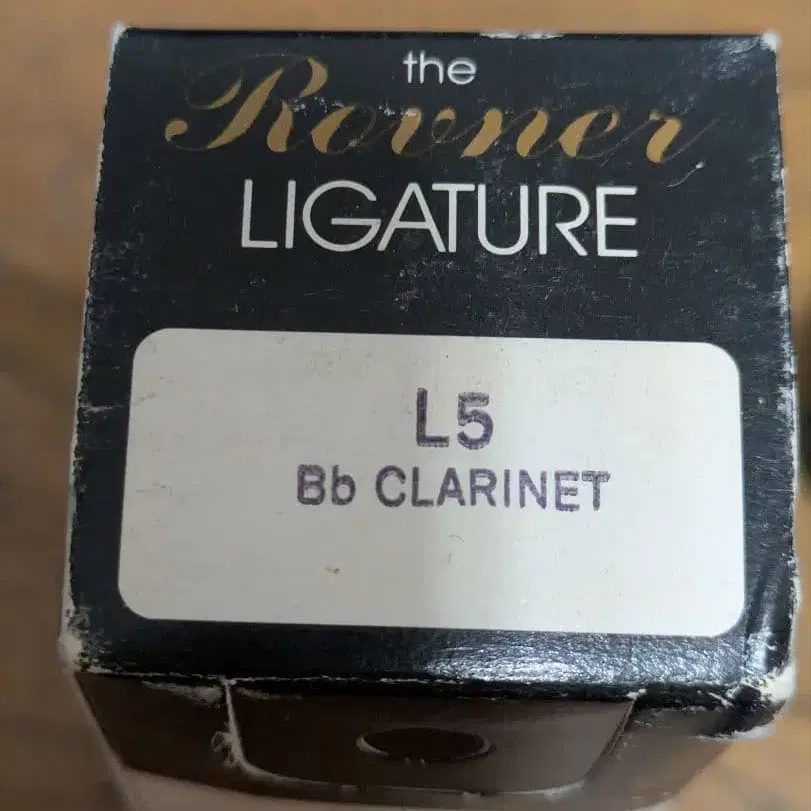 the
Rovner
LIGATURE
L5
Bb CLARINET